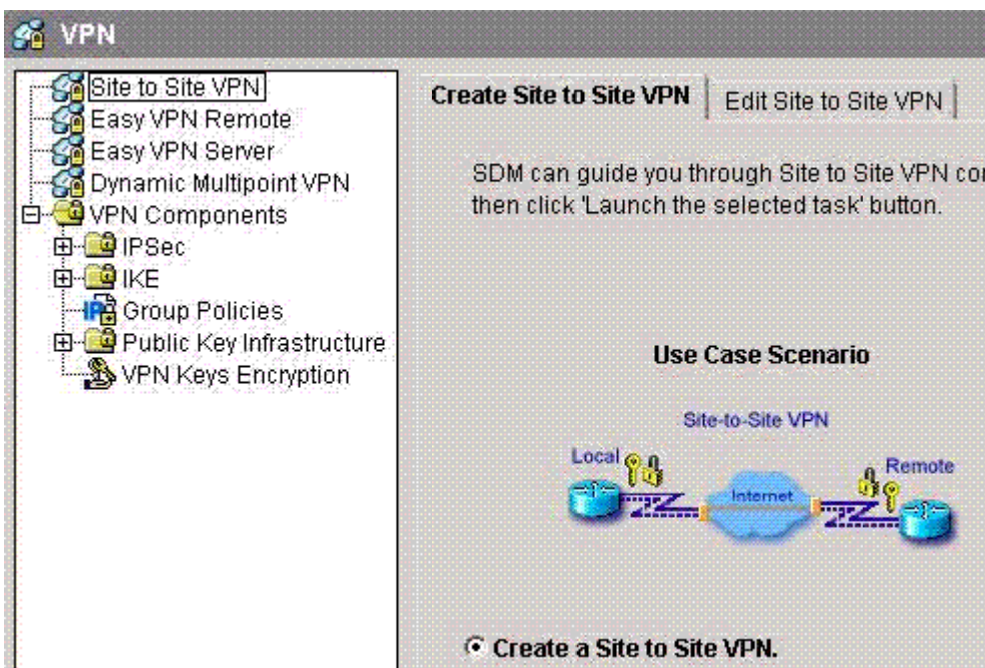 VPN
Site to Site VPN
Easy VPN Remote
Easy VPN Server
Dynamic Multipoint VPN
VPN Components
IPSec
IKE
Group Policies
Public Key Infrastructure
VPN Keys Encryption
Create Site to Site VPN
Edit Site to Site VPN
SDM can guide you through Site to Site VPN
then click 'Launch the selected task' button.
Use Case Scenario
Site-to-Site VPN
Local
Internet
Remote
Create a Site to Site VPN.